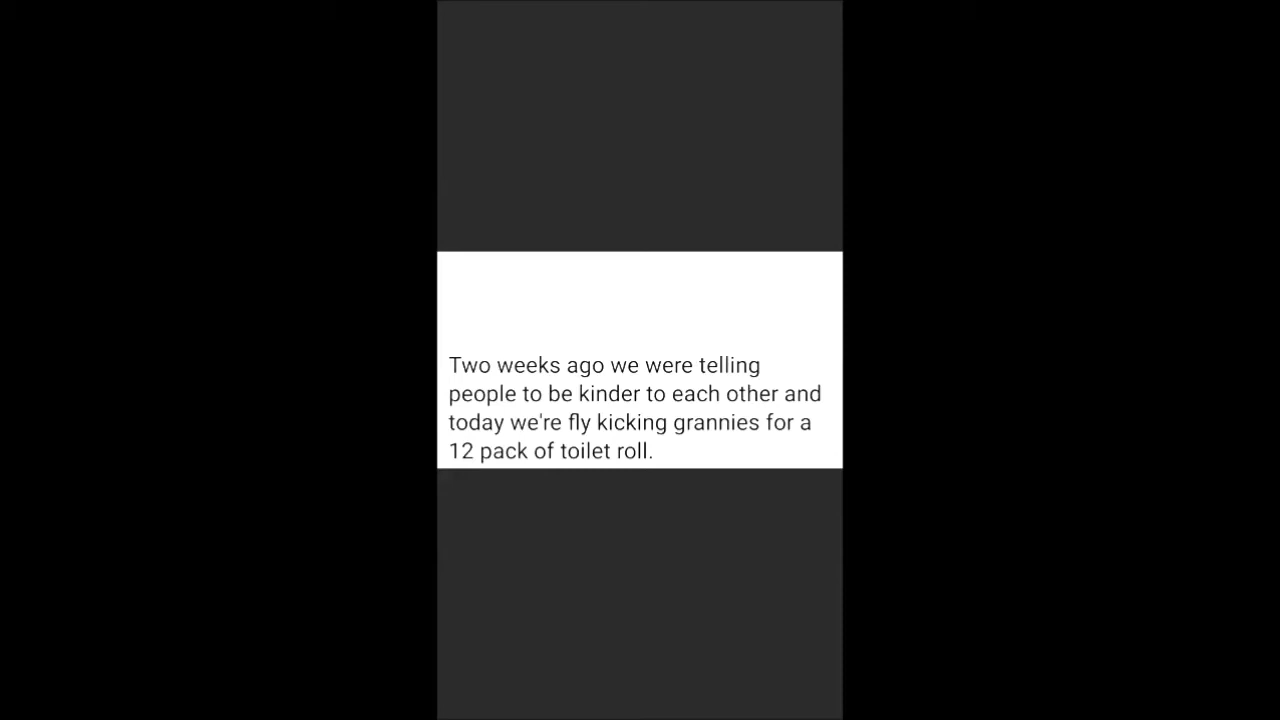 Two weeks ago we were telling
people to be kinder to each other and
today we're fly kicking grannies for a
12 pack of toilet roll.